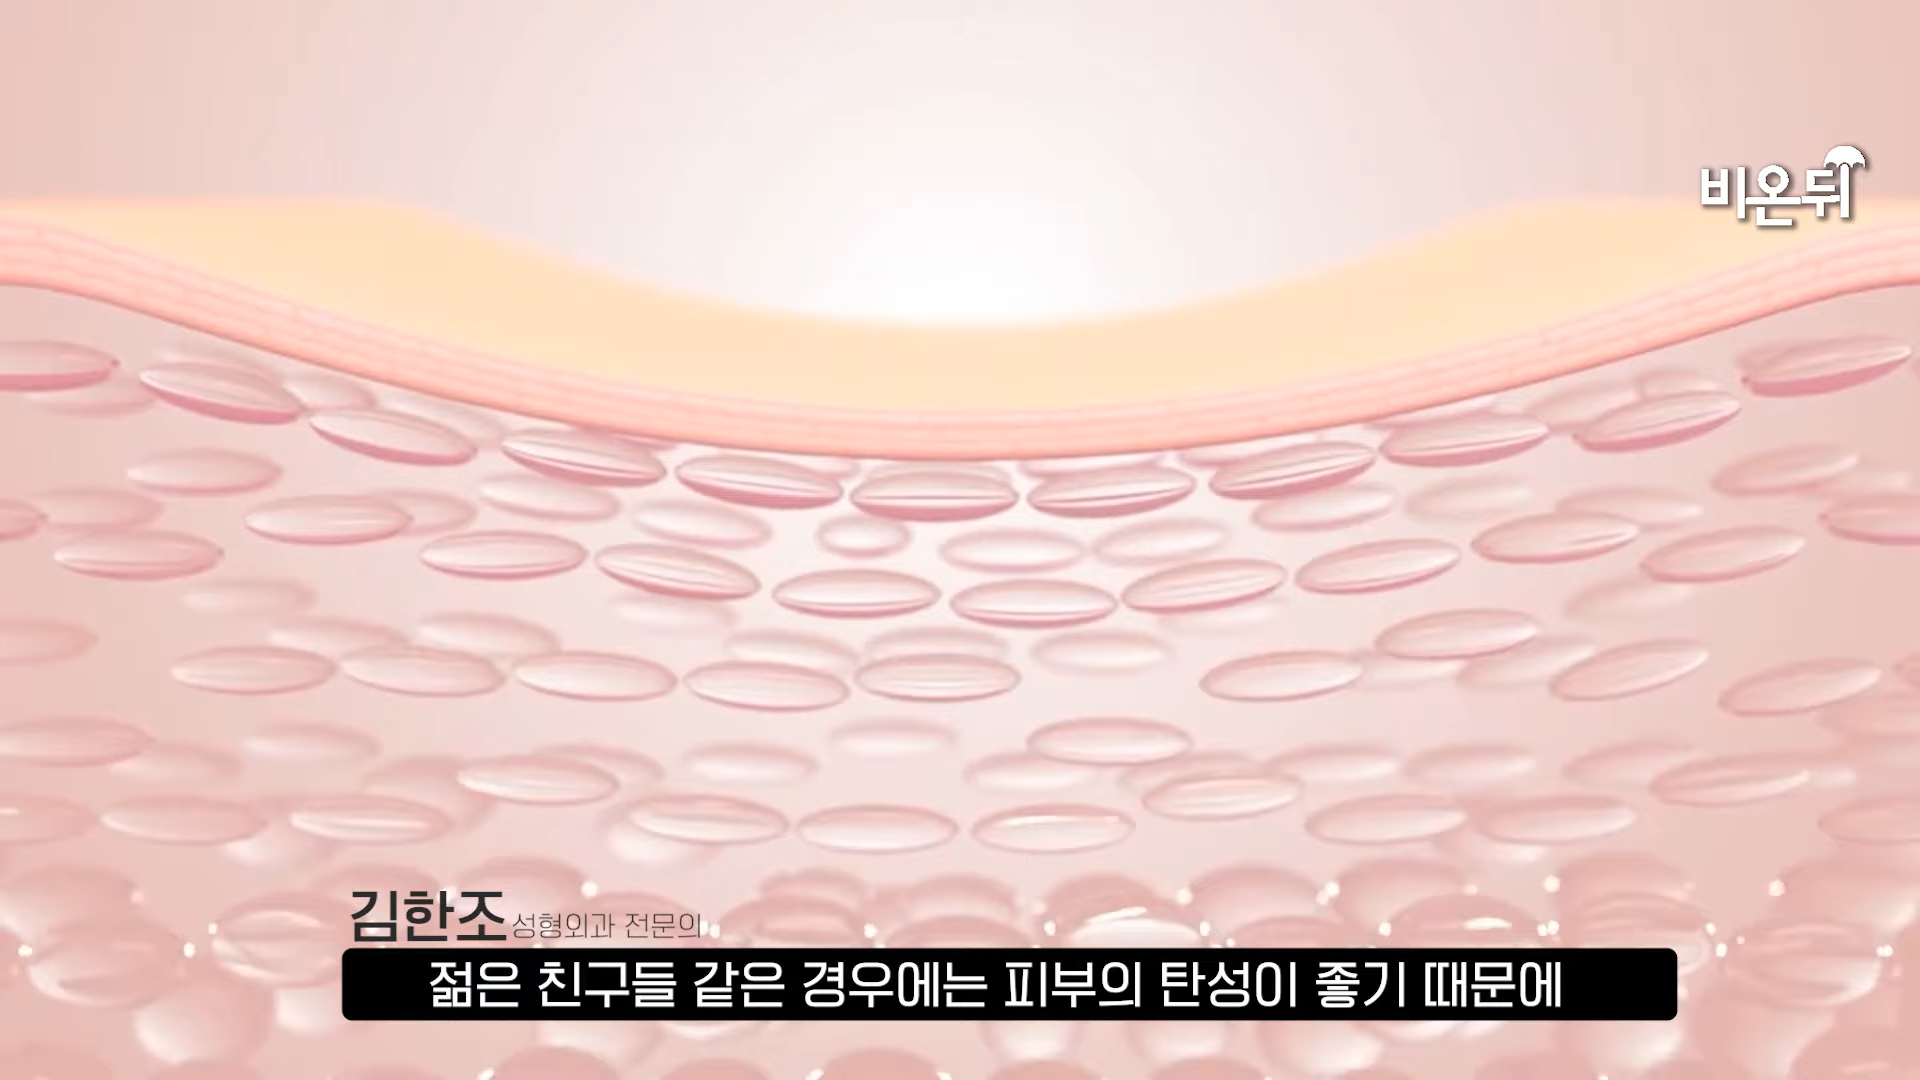 비온뒤
김한조 성형외과 전문의
젊은 친구들 같은 경우에는 피부의 탄성이 좋기 때문에